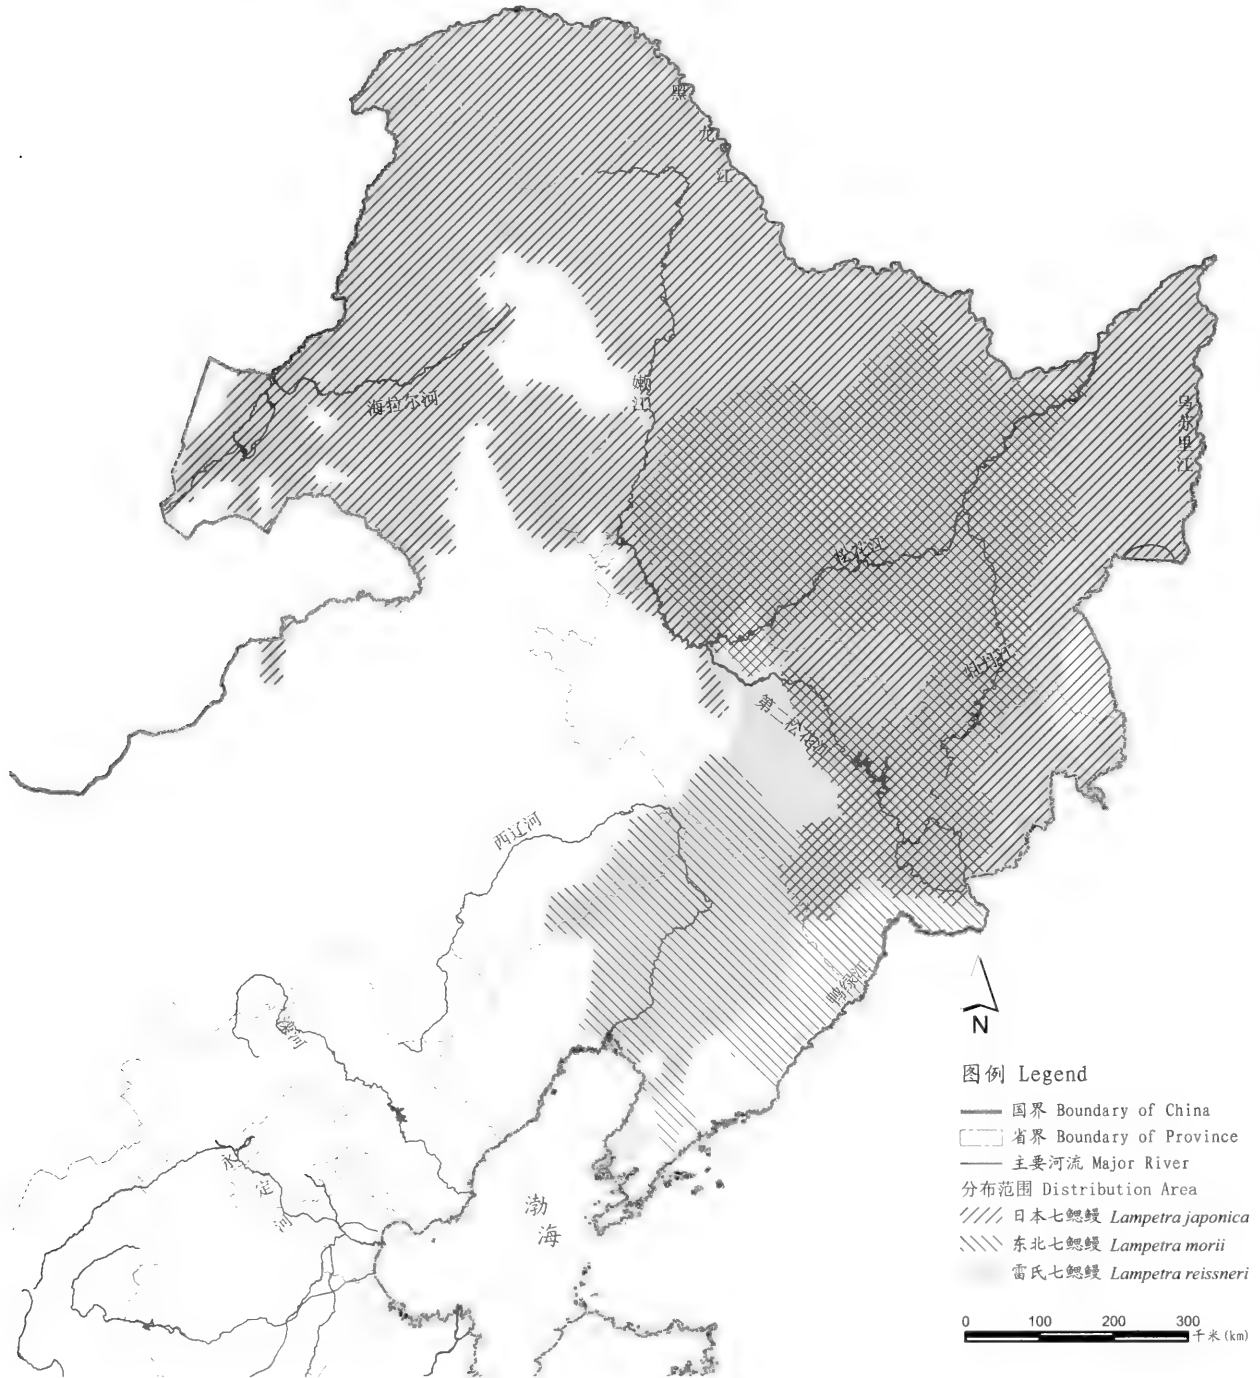 黑
龙
江
嫩
江
海拉尔河
乌
苏
里
江
松花江
牡丹江
第二松花江
西辽河
鸭绿江
滦河
永
定
河
渤
海
N
图例 Legend
国界 Boundary of China
省界 Boundary of Province
主要河流 Major River
分布范围 Distribution Area
日本七鳃鳗 Lampetra japonica
东北七鳃鳗 Lampetra morii
雷氏七鳃鳗 Lampetra reissneri
0 100 200 300
千米(km)